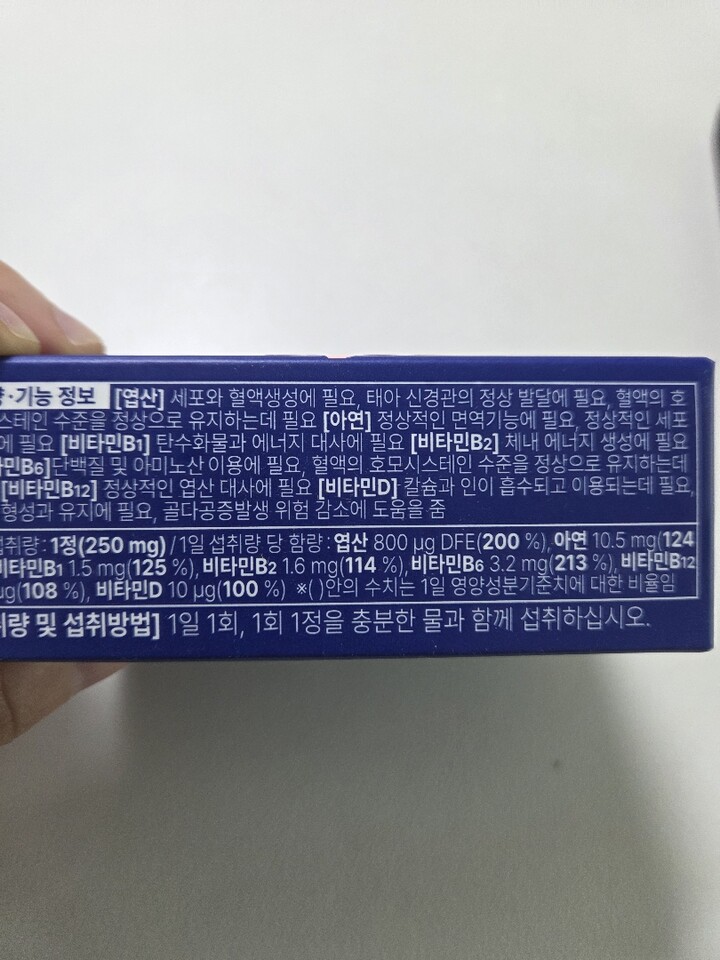 ·기능 정보 [엽산] 세포와 혈액생성에 필요, 태아 신경관의 정상 발달에 필요, 혈액의 호
스테인 수준을 정상으로 유지하는데 필요 [아연] 정상적인 면역기능에 필요, 정상적인 세포
에 필요 [비타민B1] 탄수화물과 에너지 대사에 필요 [비타민B2] 체내 에너지 생성에 필요
민B6]단백질 및 아미노산 이용에 필요, 혈액의 호모시스테인 수준을 정상으로 유지하는데
[비타민B12] 정상적인 엽산 대사에 필요 [비타민D] 칼슘과 인이 흡수되고 이용되는데 필요,
형성과 유지에 필요, 골다공증발생 위험 감소에 도움을 줌
섭취량 : 1정(250 mg) / 1일 섭취량 당 함량 : 엽산 800 µg DFE(200 %), 아연 10.5 mg(124
비타민B1 1.5 mg(125 %), 비타민B2 1.6 mg(114 %), 비타민B6 3.2 mg(213 %), 비타민B12
µg(108 %), 비타민D 10 µg(100 %) ※( )안의 수치는 1일 영양성분기준치에 대한 비율임
취량 및 섭취방법] 1일 1회, 1회 1정을 충분한 물과 함께 섭취하십시오.